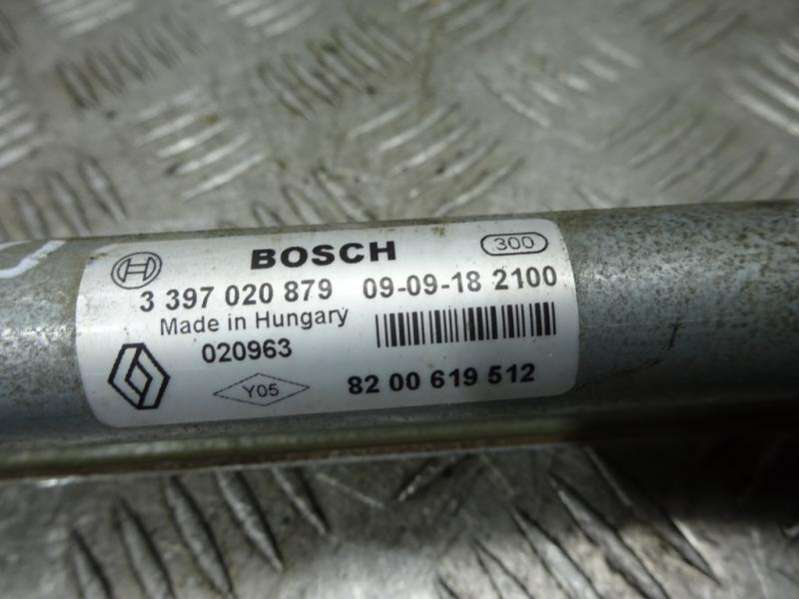 BOSCH 300
3 397 020 879 09-09-18 2100
Made in Hungary
020963
Y05 82 00 619 512